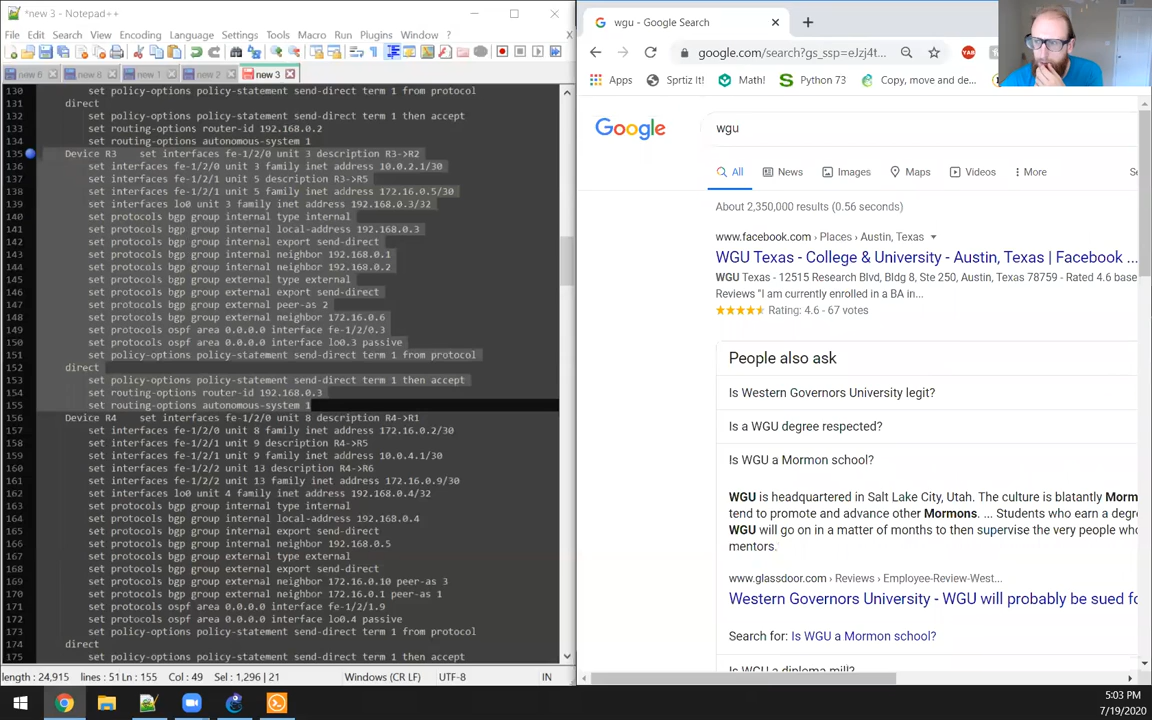 *new 3 - Notepad++
File Edit Search View Encoding Language Settings Tools Macro Run Plugins Window ?
new 6 new 8 new 1 new 2 new 3
130 set policy-options policy-statement send-direct term 1 from protocol
131 direct
132 set policy-options policy-statement send-direct term 1 then accept
133 set routing-options router-id 192.168.0.2
134 set routing-options autonomous-system 1
135 Device R3 set interfaces fe-1/2/0 unit 3 description R3->R2
136 set interfaces fe-1/2/0 unit 3 family inet address 10.0.2.1/30
137 set interfaces fe-1/2/1 unit 5 description R3->R5
138 set interfaces fe-1/2/1 unit 5 family inet address 172.16.0.5/30
139 set interfaces lo0 unit 3 family inet address 192.168.0.3/32
140 set protocols bgp group internal type internal
141 set protocols bgp group internal local-address 192.168.0.3
142 set protocols bgp group internal export send-direct
143 set protocols bgp group internal neighbor 192.168.0.1
144 set protocols bgp group internal neighbor 192.168.0.2
145 set protocols bgp group external type external
146 set protocols bgp group external export send-direct
147 set protocols bgp group external peer-as 2
148 set protocols bgp group external neighbor 172.16.0.6
149 set protocols ospf area 0.0.0.0 interface fe-1/2/0.3
150 set protocols ospf area 0.0.0.0 interface lo0.3 passive
151 set policy-options policy-statement send-direct term 1 from protocol
152 direct
153 set policy-options policy-statement send-direct term 1 then accept
154 set routing-options router-id 192.168.0.3
155 set routing-options autonomous-system 1
156 Device R4 set interfaces fe-1/2/0 unit 8 description R4->R1
157 set interfaces fe-1/2/0 unit 8 family inet address 172.16.0.2/30
158 set interfaces fe-1/2/1 unit 9 description R4->R5
159 set interfaces fe-1/2/1 unit 9 family inet address 10.0.4.1/30
160 set interfaces fe-1/2/2 unit 13 description R4->R6
161 set interfaces fe-1/2/2 unit 13 family inet address 172.16.0.9/30
162 set interfaces lo0 unit 4 family inet address 192.168.0.4/32
163 set protocols bgp group internal type internal
164 set protocols bgp group internal local-address 192.168.0.4
165 set protocols bgp group internal export send-direct
166 set protocols bgp group internal neighbor 192.168.0.5
167 set protocols bgp group external type external
168 set protocols bgp group external export send-direct
169 set protocols bgp group external neighbor 172.16.0.10 peer-as 3
170 set protocols bgp group external neighbor 172.16.0.1 peer-as 1
171 set protocols ospf area 0.0.0.0 interface fe-1/2/1.9
172 set protocols ospf area 0.0.0.0 interface lo0.4 passive
173 set policy-options policy-statement send-direct term 1 from protocol
174 direct
175 set policy-options policy-statement send-direct term 1 then accept
length : 24,915 lines : 51 Ln : 155 Col : 49 Sel : 1,296 | 21 Windows (CR LF) UTF-8 IN
wgu - Google Search
google.com/search?gs_ssp=eJzj4t...
Apps Sprtiz It! Math! Python 73 Copy, move and de...
Google wgu
All News Images Maps Videos More Se
About 2,350,000 results (0.56 seconds)
www.facebook.com › Places › Austin, Texas
WGU Texas - College & University - Austin, Texas | Facebook ...
WGU Texas - 12515 Research Blvd, Bldg 8, Ste 250, Austin, Texas 78759 - Rated 4.6 base
Reviews "I am currently enrolled in a BA in...
Rating: 4.6 - 67 votes
People also ask
Is Western Governors University legit?
Is a WGU degree respected?
Is WGU a Mormon school?
WGU is headquartered in Salt Lake City, Utah. The culture is blatantly Morm
tend to promote and advance other Mormons. ... Students who earn a degr
WGU will go on in a matter of months to then supervise the very people who
mentors.
www.glassdoor.com › Reviews › Employee-Review-West...
Western Governors University - WGU will probably be sued fo
Search for: Is WGU a Mormon school?
Is WGU a diploma mill?
5:03 PM
7/19/2020